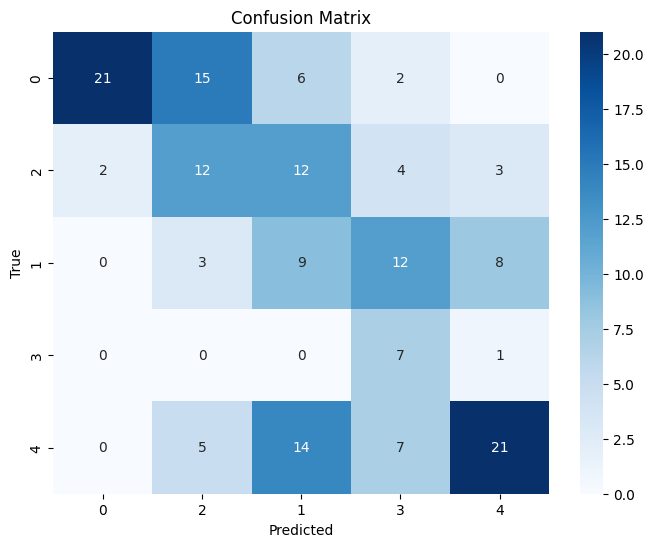 Confusion Matrix
True
0 21 15 6 2 0
2 2 12 12 4 3
1 0 3 9 12 8
3 0 0 0 7 1
4 0 5 14 7 21
0 2 1 3 4
Predicted
20.0
17.5
15.0
12.5
10.0
7.5
5.0
2.5
0.0